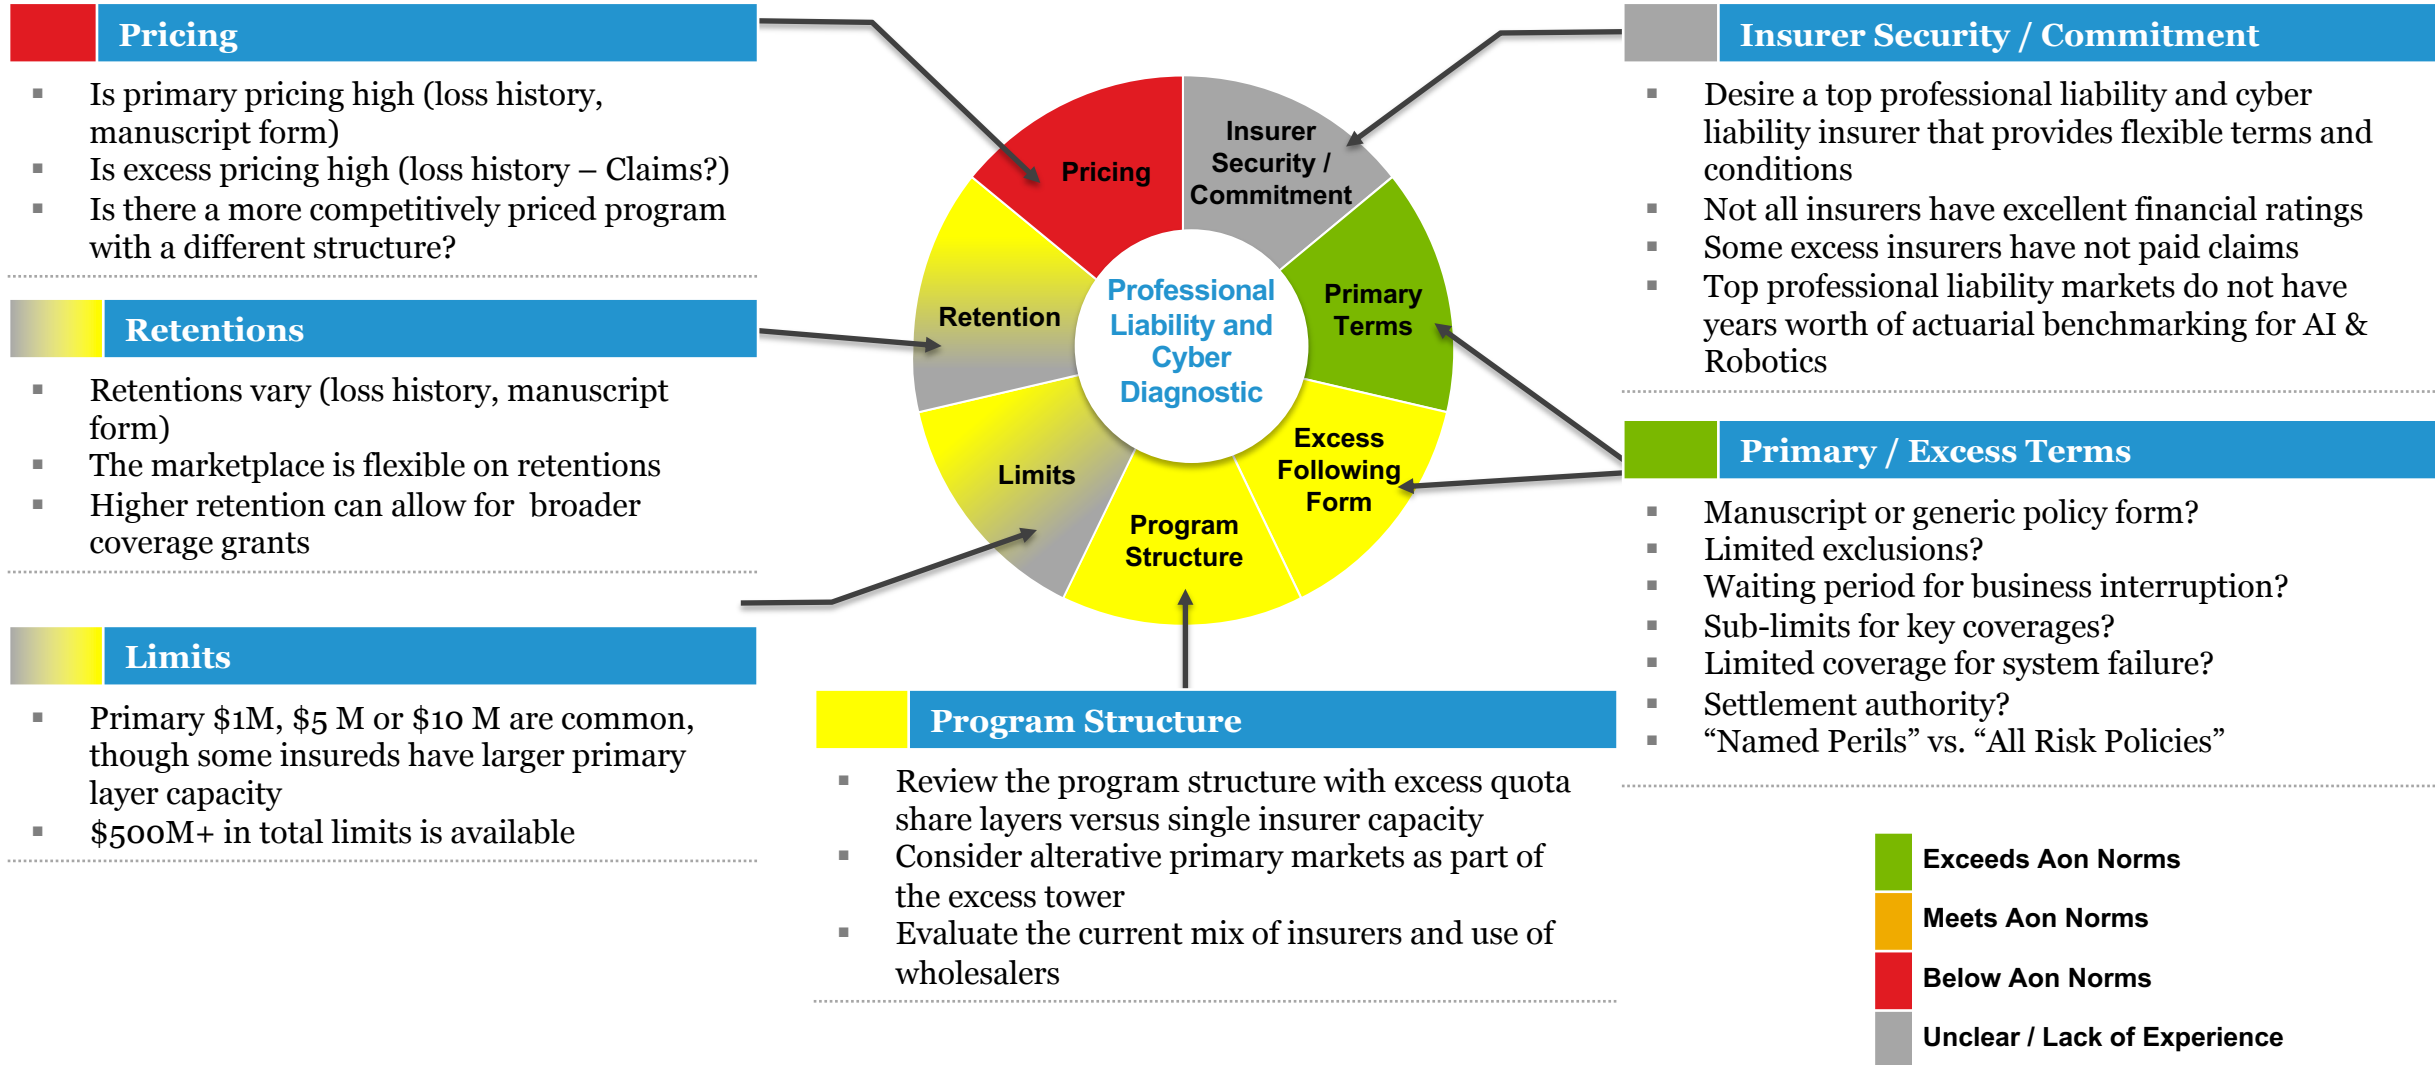 Pricing
Is primary pricing high (loss history,
manuscript form)
Is excess pricing high (loss history – Claims?)
Is there a more competitively priced program
with a different structure?
Retentions
Retentions vary (loss history, manuscript
form)
The marketplace is flexible on retentions
Higher retention can allow for broader
coverage grants
Limits
Primary $1M, $5 M or $10 M are common,
though some insureds have larger primary
layer capacity
$500M+ in total limits is available
Pricing
Insurer
Security /
Commitment
Retention
Professional
Liability and
Cyber
Diagnostic
Primary
Terms
Limits
Excess
Following
Form
Program
Structure
Program Structure
Review the program structure with excess quota
share layers versus single insurer capacity
Consider alterative primary markets as part of
the excess tower
Evaluate the current mix of insurers and use of
wholesalers
Insurer Security / Commitment
Desire a top professional liability and cyber
liability insurer that provides flexible terms and
conditions
Not all insurers have excellent financial ratings
Some excess insurers have not paid claims
Top professional liability markets do not have
years worth of actuarial benchmarking for AI &
Robotics
Primary / Excess Terms
Manuscript or generic policy form?
Limited exclusions?
Waiting period for business interruption?
Sub-limits for key coverages?
Limited coverage for system failure?
Settlement authority?
“Named Perils” vs. “All Risk Policies”
Exceeds Aon Norms
Meets Aon Norms
Below Aon Norms
Unclear / Lack of Experience